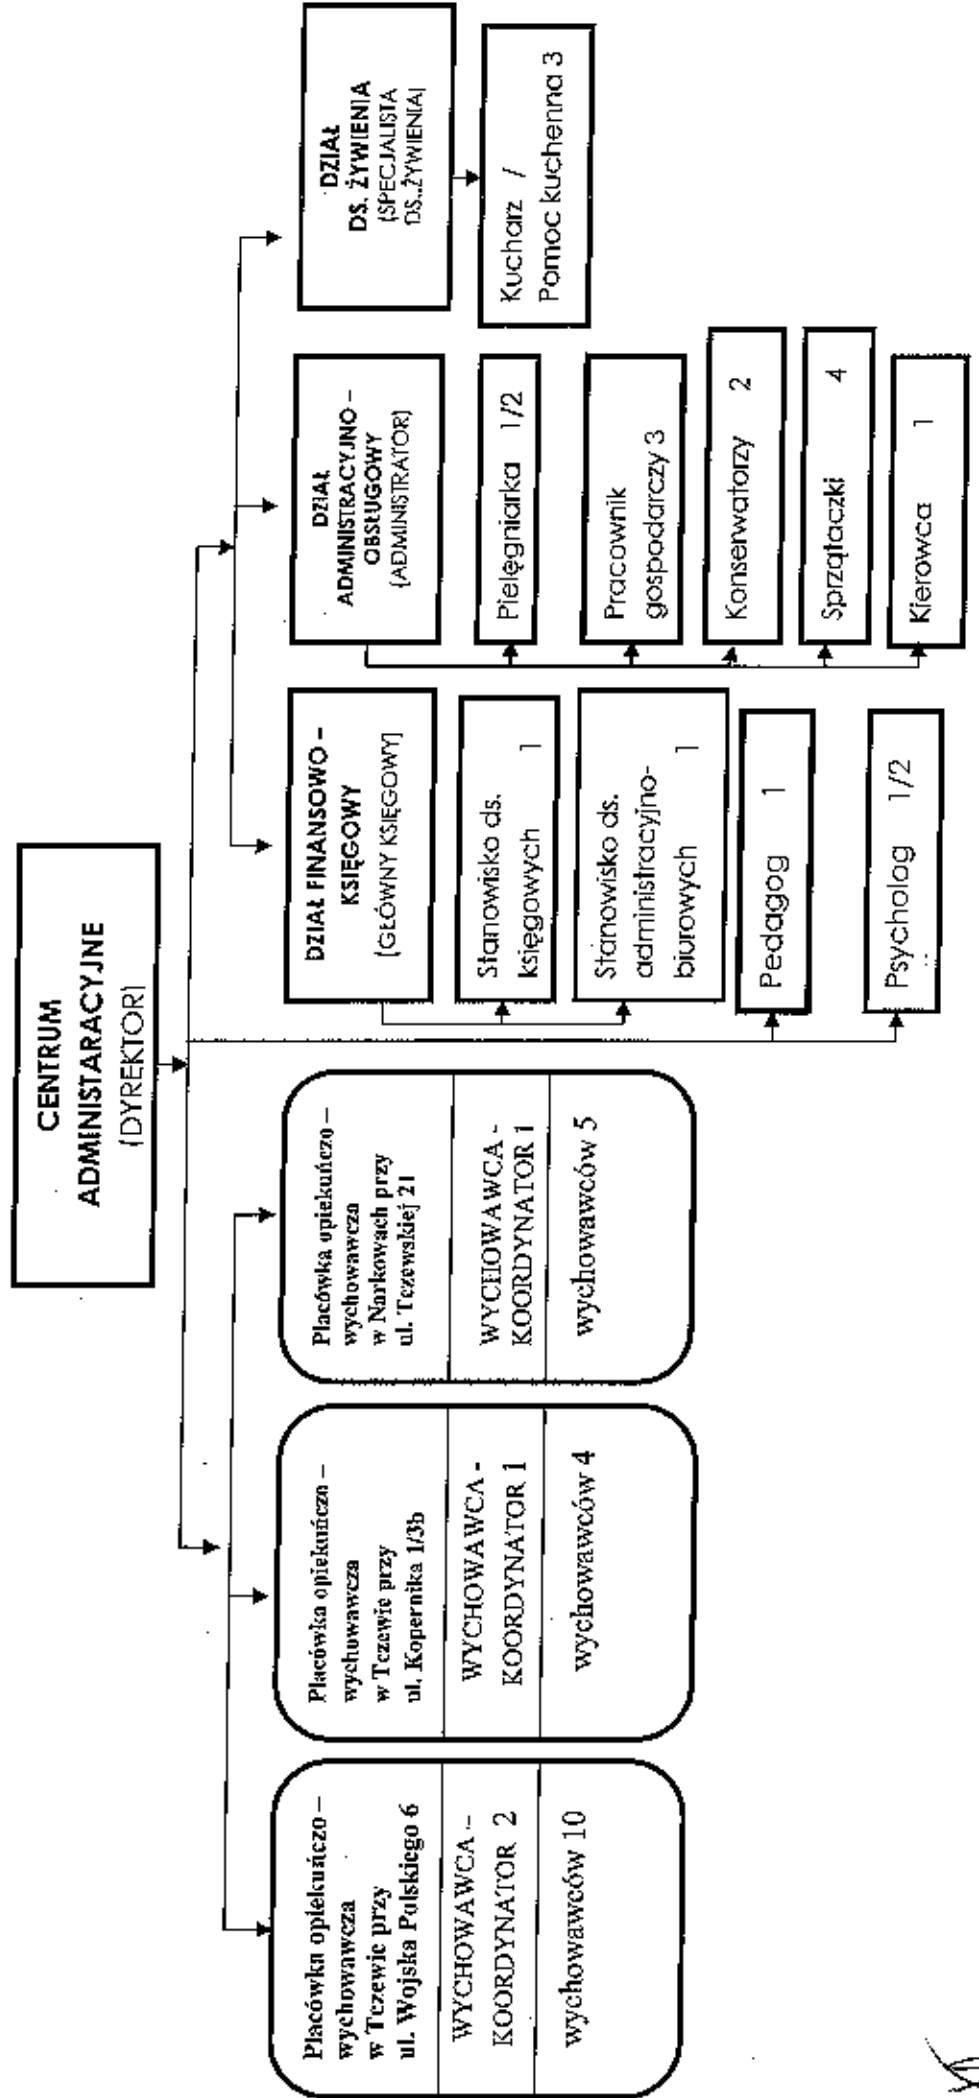 CENTRUM
ADMINISTARACYJNE
(DYREKTOR)
Placówka opiekuńczo –
wychowawcza
w Tczewie przy
ul. Wojska Polskiego 6
WYCHOWAWCA –
KOORDYNATOR 2
wychowawców 10
Placówka opiekuńczo –
wychowawcza
w Tczewie przy
ul. Kopernika 1/3b
WYCHOWAWCA -
KOORDYNATOR 1
wychowawców 4
Placówka opiekuńczo –
wychowawcza
w Narkowach przy
ul. Tczewskiej 21
WYCHOWAWCA -
KOORDYNATOR 1
wychowawców 5
DZIAŁ FINANSOWO –
KSIĘGOWY
(GŁÓWNY KSIĘGOWY)
Stanowisko ds.
księgowych 1
Stanowisko ds.
administracyjno-
biurowych 1
Pedagog 1
Psycholog 1/2
DZIAŁ
ADMINISTRACYJNO –
OBSŁUGOWY
(ADMINISTRATOR)
Pielęgniarka 1/2
Pracownik
gospodarczy 3
Konserwatorzy 2
Sprzątaczki 4
Kierowca 1
DZIAŁ
DS. ŻYWIENIA
(SPECJALISTA
DS. ŻYWIENIA)
Kucharz /
Pomoc kuchenna 3